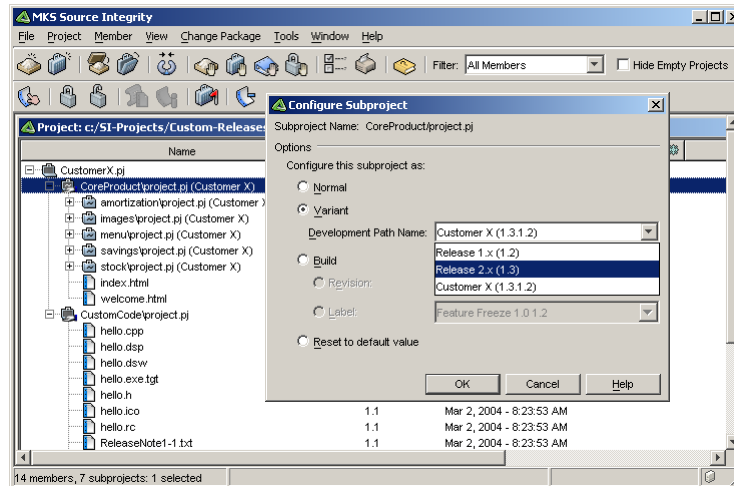 MKS Source Integrity
File Project Member View Change Package Tools Window Help
Filter: All Members Hide Empty Projects
Project: c:/SI-Projects/Custom-Releases
Name
CustomerX.pj
CoreProduct\project.pj (Customer X)
amortization\project.pj (Customer
images\project.pj (Customer X)
menu\project.pj (Customer X)
savings\project.pj (Customer X)
stock\project.pj (Customer X)
index.html
welcome.html
CustomCode\project.pj
hello.cpp
hello.dsp
hello.dsw
hello.exe.tgt
hello.h
hello.ico 1.1 Mar 2, 2004 - 8:23:53 AM
hello.rc 1.1 Mar 2, 2004 - 8:23:53 AM
ReleaseNote1-1.txt 1.1 Mar 2, 2004 - 8:23:53 AM
14 members, 7 subprojects: 1 selected
Configure Subproject
Subproject Name: CoreProduct/project.pj
Options
Configure this subproject as:
Normal
Variant
Development Path Name: Customer X (1.3.1.2)
Release 1.x (1.2)
Release 2.x (1.3)
Customer X (1.3.1.2)
Build
Revision:
Label: Feature Freeze 1.0 1.2
Reset to default value
OK Cancel Help